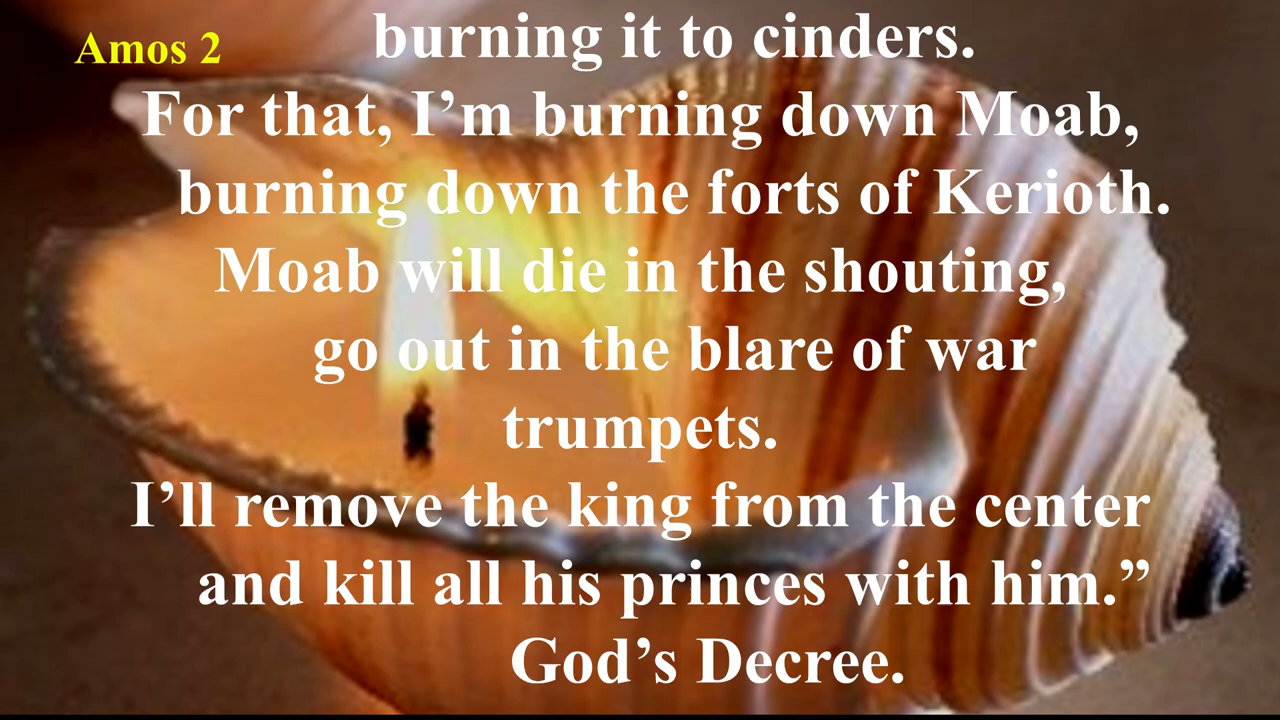 Amos 2
burning it to cinders.
For that, I’m burning down Moab,
burning down the forts of Kerioth.
Moab will die in the shouting,
go out in the blare of war
trumpets.
I’ll remove the king from the center
and kill all his princes with him.”
God’s Decree.